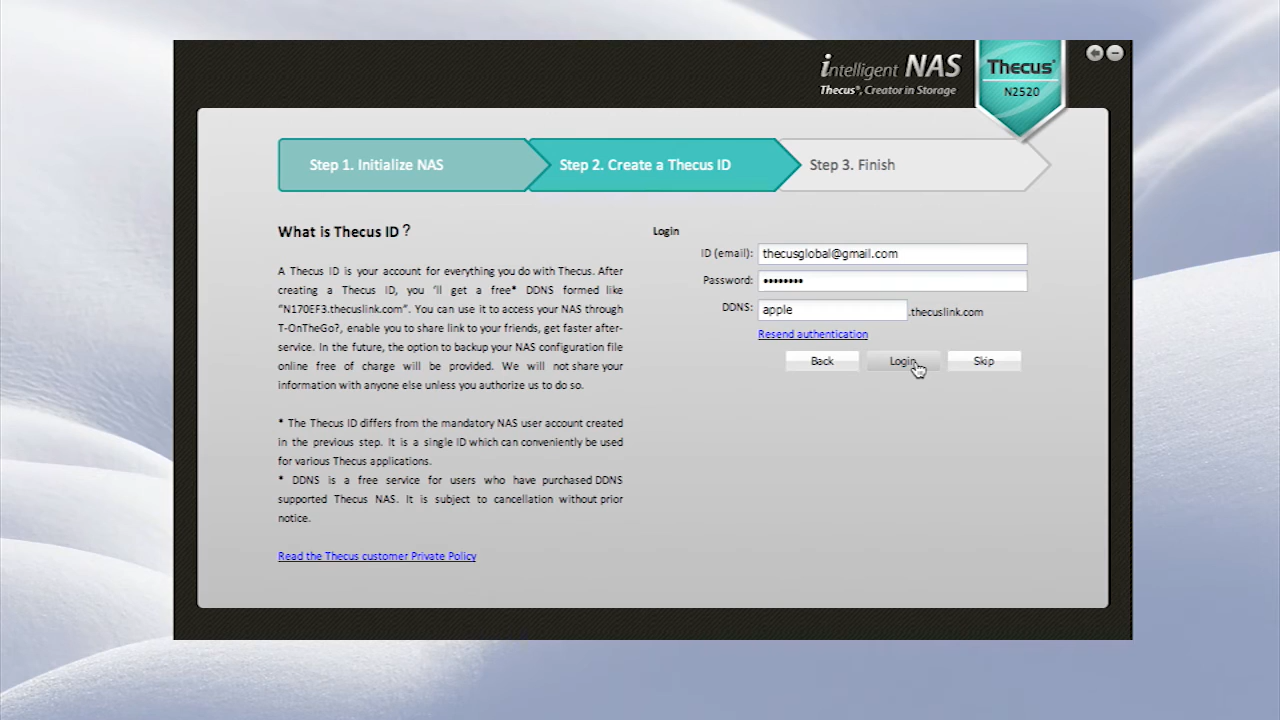 intelligent NAS
Thecus®, Creator in Storage
Thecus®
N2520
Step 1. Initialize NAS
Step 2. Create a Thecus ID
Step 3. Finish
What is Thecus ID ?
A Thecus ID is your account for everything you do with Thecus. After
creating a Thecus ID, you 'll get a free* DDNS formed like
"N170EF3.thecuslink.com". You can use it to access your NAS through
T-OnTheGo?, enable you to share link to your friends, get faster after-
service. In the future, the option to backup your NAS configuration file
online free of charge will be provided. We will not share your
information with anyone else unless you authorize us to do so.
* The Thecus ID differs from the mandatory NAS user account created
in the previous step. It is a single ID which can conveniently be used
for various Thecus applications.
* DDNS is a free service for users who have purchased DDNS
supported Thecus NAS. It is subject to cancellation without prior
notice.
Read the Thecus customer Private Policy
Login
ID (email): thecusglobal@gmail.com
Password: ••••••••
DDNS: apple .thecuslink.com
Resend authentication
Back Login Skip